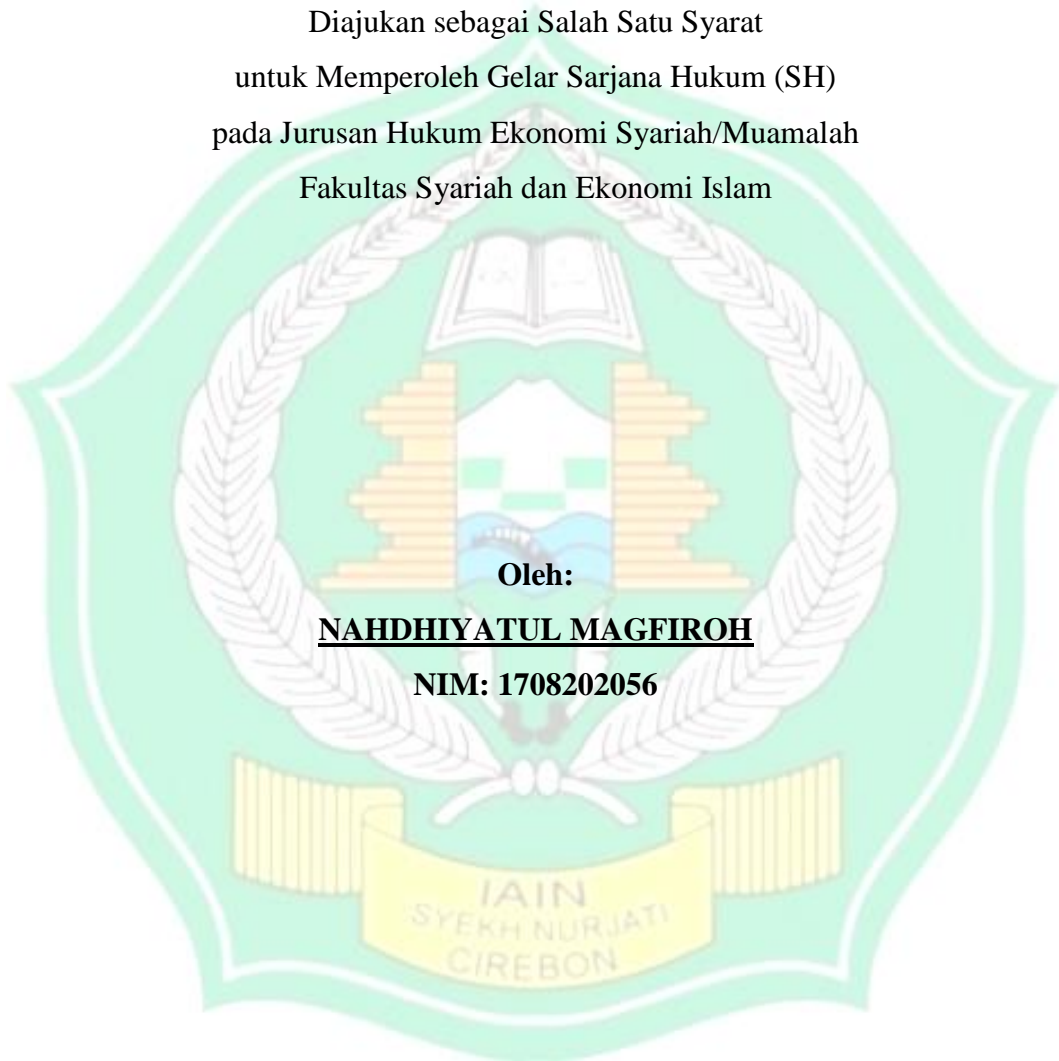 Diajukan sebagai Salah Satu Syarat
untuk Memperoleh Gelar Sarjana Hukum (SH)
pada Jurusan Hukum Ekonomi Syariah/Muamalah
Fakultas Syariah dan Ekonomi Islam
Oleh:
NAHDHIYATUL MAGFIROH
NIM: 1708202056
IAIN
SYEKH NURJATI
CIREBON